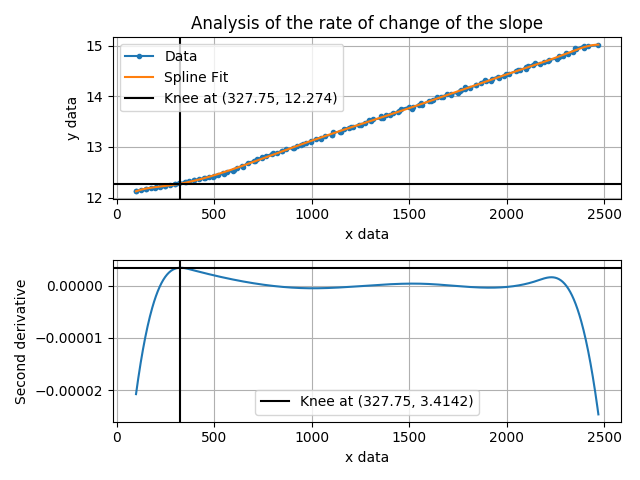 Analysis of the rate of change of the slope
15
14
13
12
y data
Data
Spline Fit
Knee at (327.75, 12.274)
0 500 1000 1500 2000 2500
x data
0.00000
−0.00001
−0.00002
Second derivative
Knee at (327.75, 3.4142)
0 500 1000 1500 2000 2500
x data